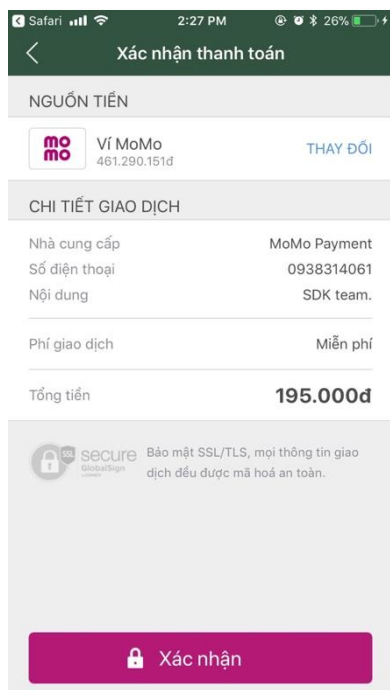 Safari 2:27 PM 26%
Xác nhận thanh toán
NGUỒN TIỀN
mo
mo
Ví MoMo
461.290.151đ
THAY ĐỔI
CHI TIẾT GIAO DỊCH
Nhà cung cấp MoMo Payment
Số điện thoại 0938314061
Nội dung SDK team.
Phí giao dịch Miễn phí
Tổng tiền 195.000đ
SSL
secure
GlobalSign
Bảo mật SSL/TLS, mọi thông tin giao
dịch đều được mã hoá an toàn.
Xác nhận